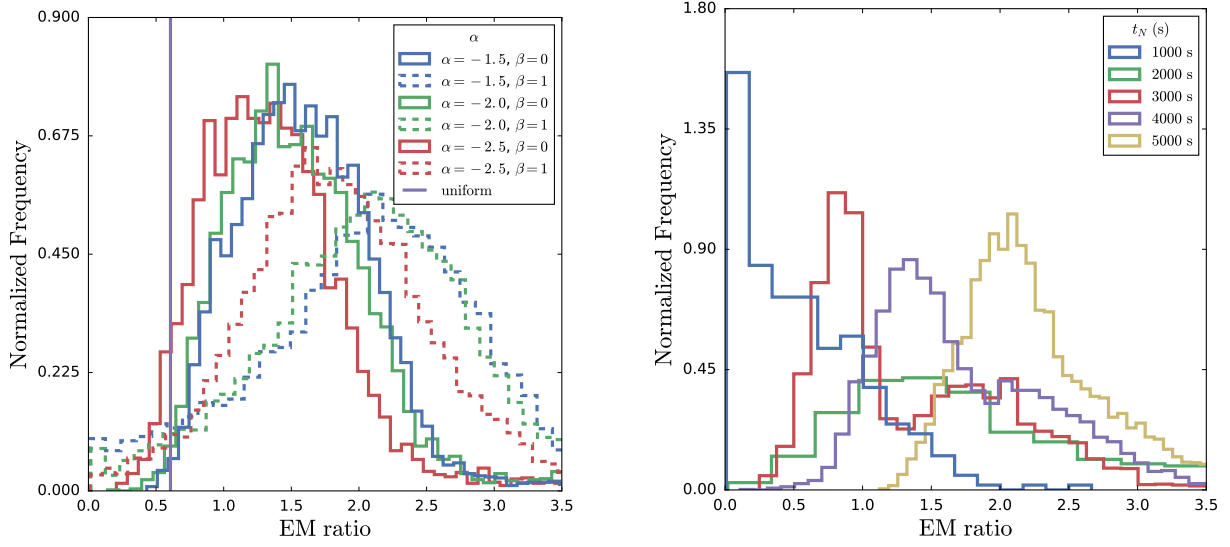 0.900
0.675
0.450
0.225
0.000
Normalized Frequency
0.0 0.5 1.0 1.5 2.0 2.5 3.0 3.5
EM ratio
α
α = −1.5, β = 0
α = −1.5, β = 1
α = −2.0, β = 0
α = −2.0, β = 1
α = −2.5, β = 0
α = −2.5, β = 1
uniform
1.80
1.35
0.90
0.45
0.00
Normalized Frequency
0.0 0.5 1.0 1.5 2.0 2.5 3.0 3.5
EM ratio
t_N (s)
1000 s
2000 s
3000 s
4000 s
5000 s